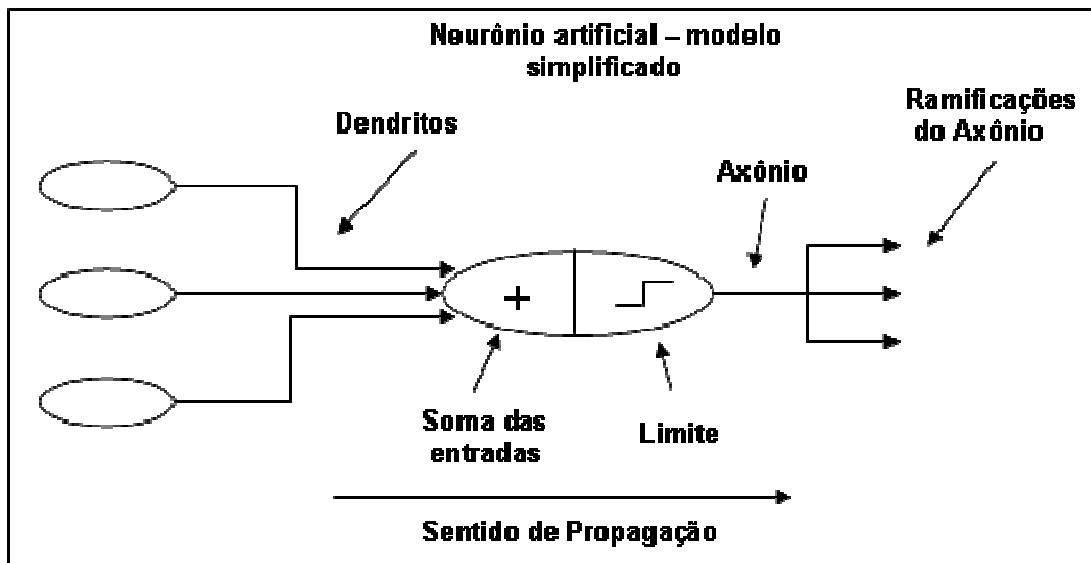 Neurônio artificial – modelo
simplificado
Dendritos
Ramificações
do Axônio
Axônio
+
Soma das
entradas
Limite
Sentido de Propagação